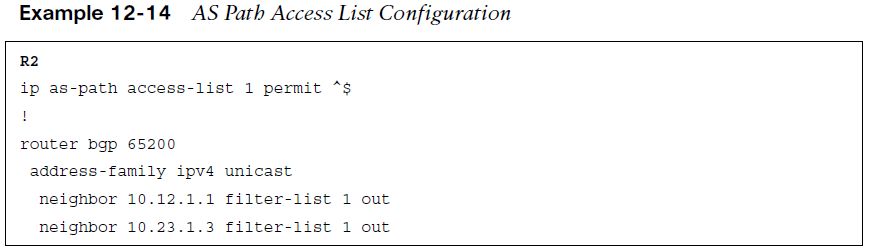 Example 12-14 AS Path Access List Configuration
R2
ip as-path access-list 1 permit ^$
!
router bgp 65200
address-family ipv4 unicast
neighbor 10.12.1.1 filter-list 1 out
neighbor 10.23.1.3 filter-list 1 out